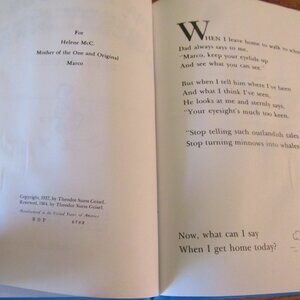 For
Helene McC.
Mother of the One and Original
Marco
Copyright, 1937, by Theodor Seuss Geisel.
Renewed, 1964, by Theodor Seuss Geisel.
Manufactured in the United States of America
WHEN I leave home to walk to scho
Dad always says to me,
"Marco, keep your eyelids up
And see what you can see."
But when I tell him where I've been
And what I think I've seen,
He looks at me and sternly says,
"Your eyesight's much too keen.
"Stop telling such outlandish tales
Stop turning minnows into whales
Now, what can I say
When I get home today?